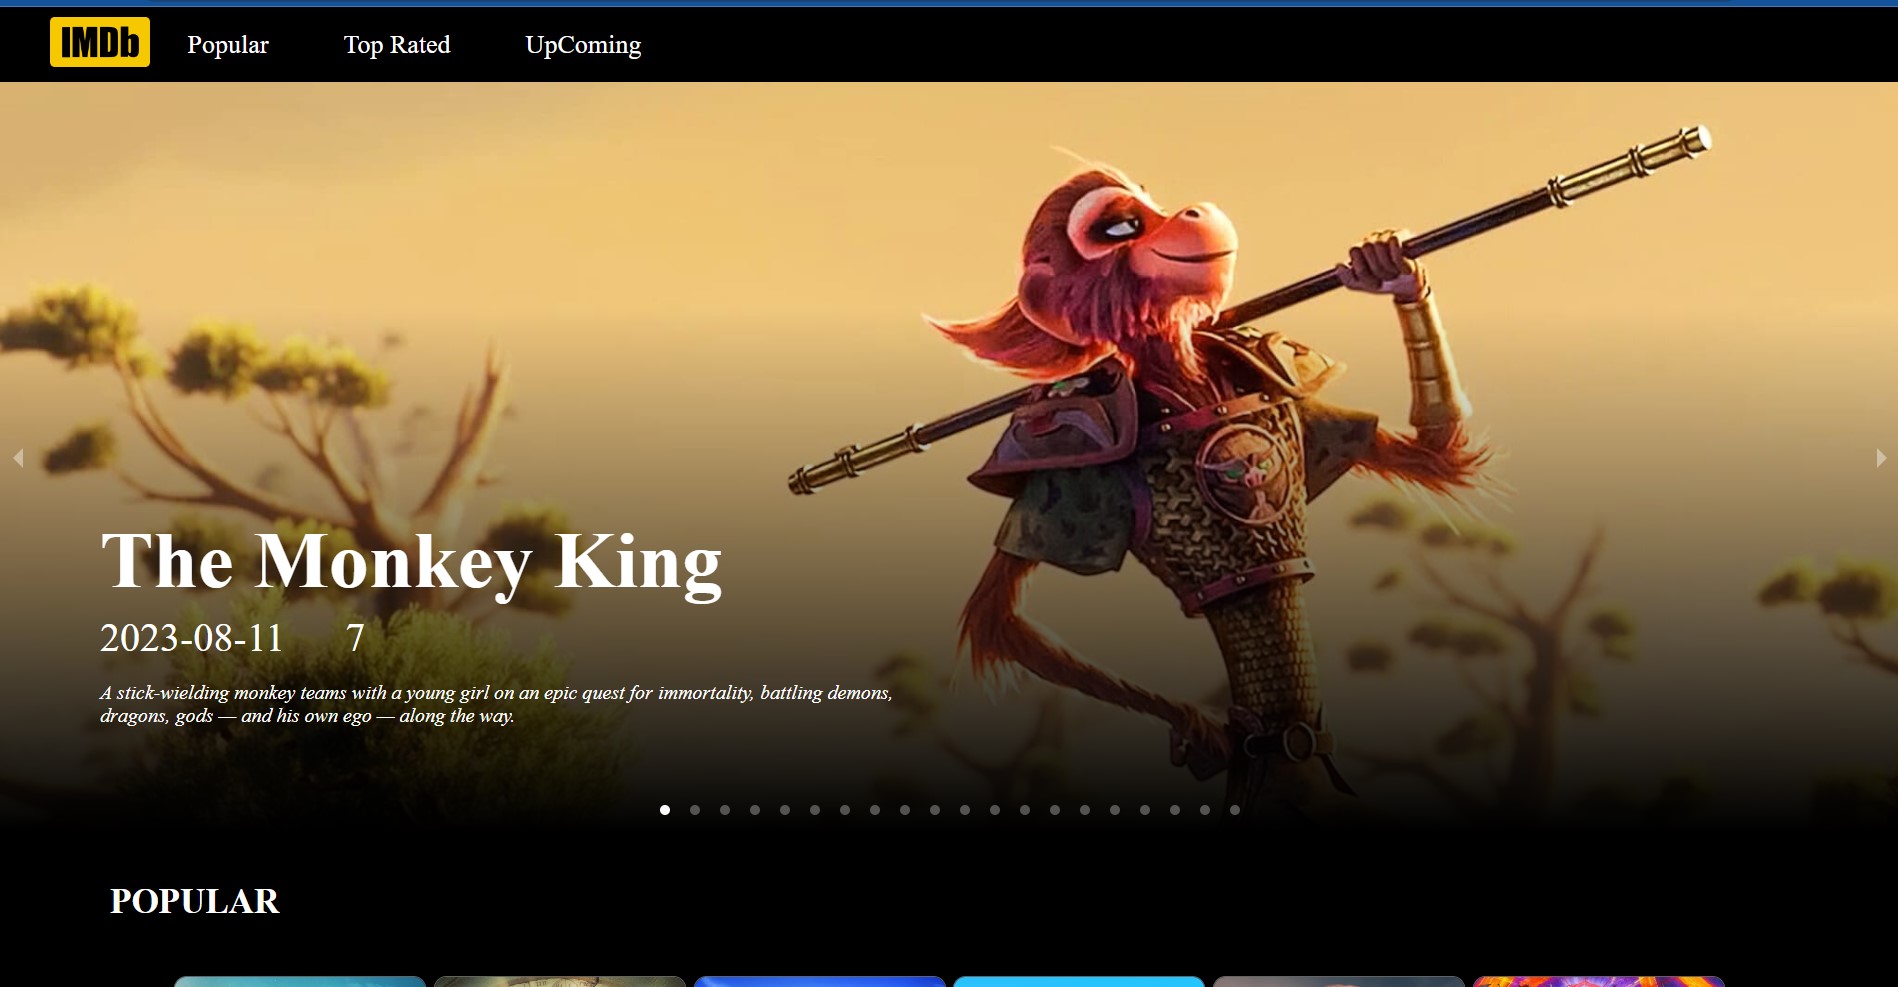 IMDb Popular Top Rated UpComing
The Monkey King
2023-08-11 7
A stick-wielding monkey teams with a young girl on an epic quest for immortality, battling demons,
dragons, gods — and his own ego — along the way.
POPULAR